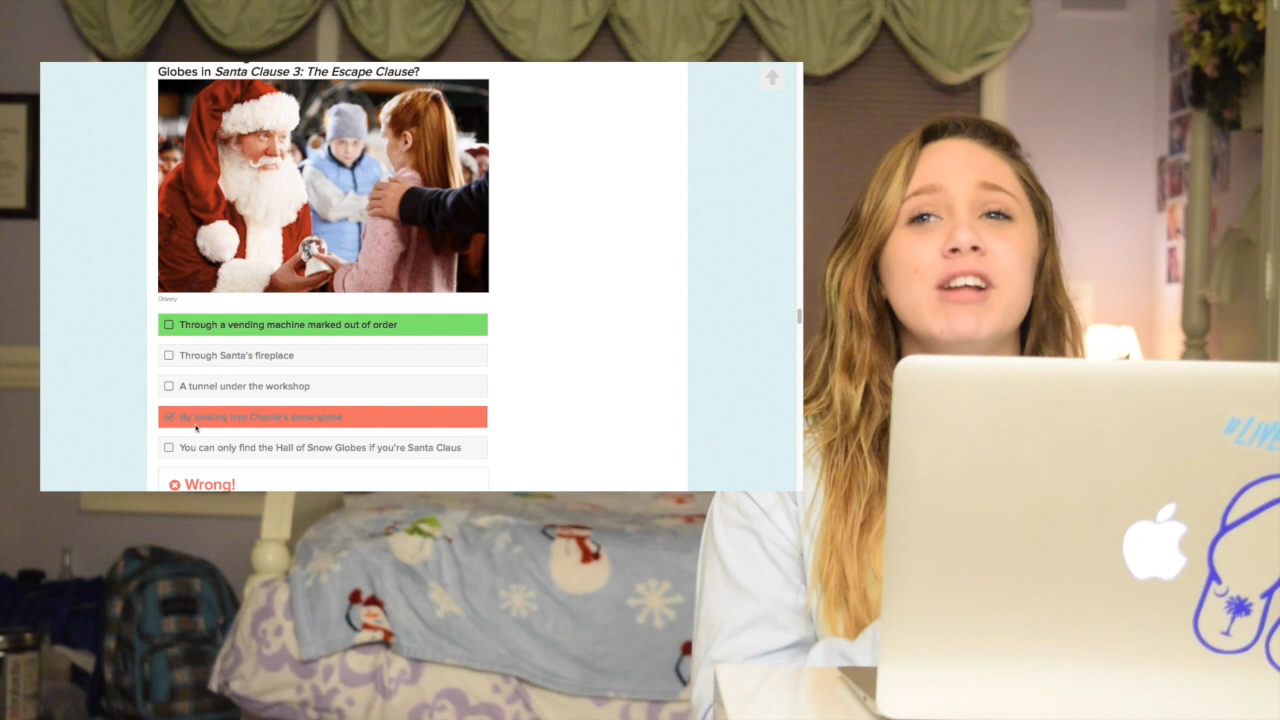 Globes in Santa Clause 3: The Escape Clause?
Disney
Through a vending machine marked out of order
Through Santa's fireplace
A tunnel under the workshop
By looking into Charlie's snow globe
You can only find the Hall of Snow Globes if you're Santa Claus
Wrong!
#LIVE